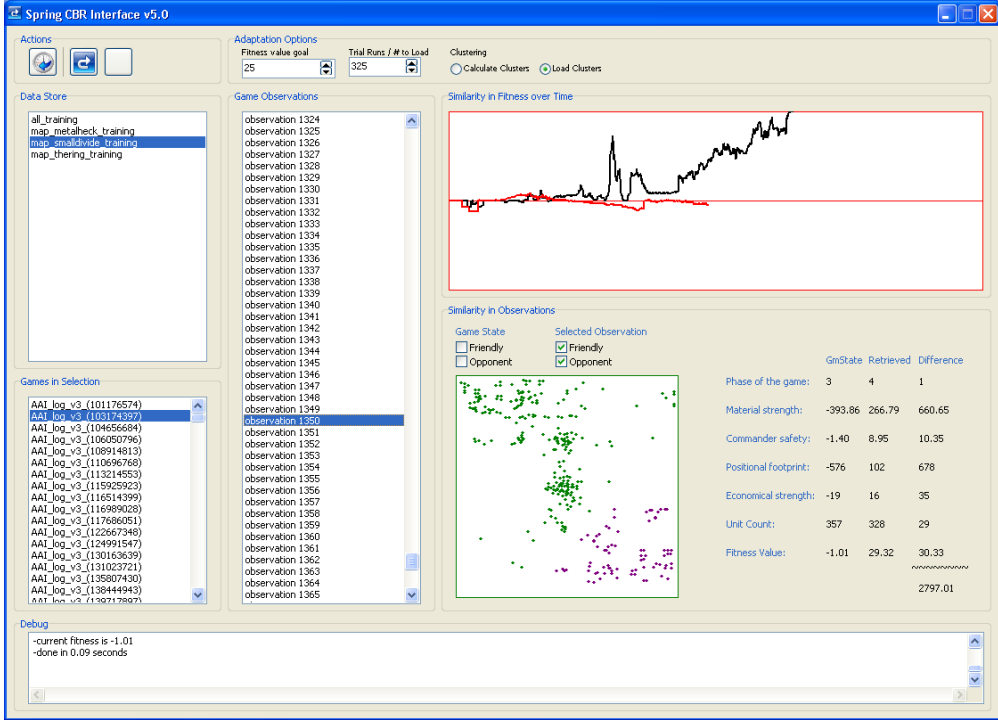 Spring CBR Interface v5.0
Actions
Adaptation Options
Fitness value goal
25
Trial Runs / # to Load
325
Clustering
Calculate Clusters
Load Clusters
Data Store
all_training
map_metalheck_training
map_smalldivide_training
map_thering_training
Games in Selection
AAI_log_v3_(101176574)
AAI_log_v3_(103174397)
AAI_log_v3_(104656684)
AAI_log_v3_(106050796)
AAI_log_v3_(108914813)
AAI_log_v3_(110696768)
AAI_log_v3_(113214553)
AAI_log_v3_(115925923)
AAI_log_v3_(116514399)
AAI_log_v3_(116989028)
AAI_log_v3_(117686051)
AAI_log_v3_(122667348)
AAI_log_v3_(124991547)
AAI_log_v3_(130163639)
AAI_log_v3_(131023721)
AAI_log_v3_(135807430)
AAI_log_v3_(138444943)
AAI_log_v3_(139717897)
Game Observations
observation 1324
observation 1325
observation 1326
observation 1327
observation 1328
observation 1329
observation 1330
observation 1331
observation 1332
observation 1333
observation 1334
observation 1335
observation 1336
observation 1337
observation 1338
observation 1339
observation 1340
observation 1341
observation 1342
observation 1343
observation 1344
observation 1345
observation 1346
observation 1347
observation 1348
observation 1349
observation 1350
observation 1351
observation 1352
observation 1353
observation 1354
observation 1355
observation 1356
observation 1357
observation 1358
observation 1359
observation 1360
observation 1361
observation 1362
observation 1363
observation 1364
observation 1365
Similarity in Fitness over Time
Similarity in Observations
Game State
Friendly
Opponent
Selected Observation
Friendly
Opponent
GmState Retrieved Difference
Phase of the game: 3 4 1
Material strength: -393.86 266.79 660.65
Commander safety: -1.40 8.95 10.35
Positional footprint: -576 102 678
Economical strength: -19 16 35
Unit Count: 357 328 29
Fitness Value: -1.01 29.32 30.33
~~~~~~~~~~
2797.01
Debug
-current fitness is -1.01
-done in 0.09 seconds